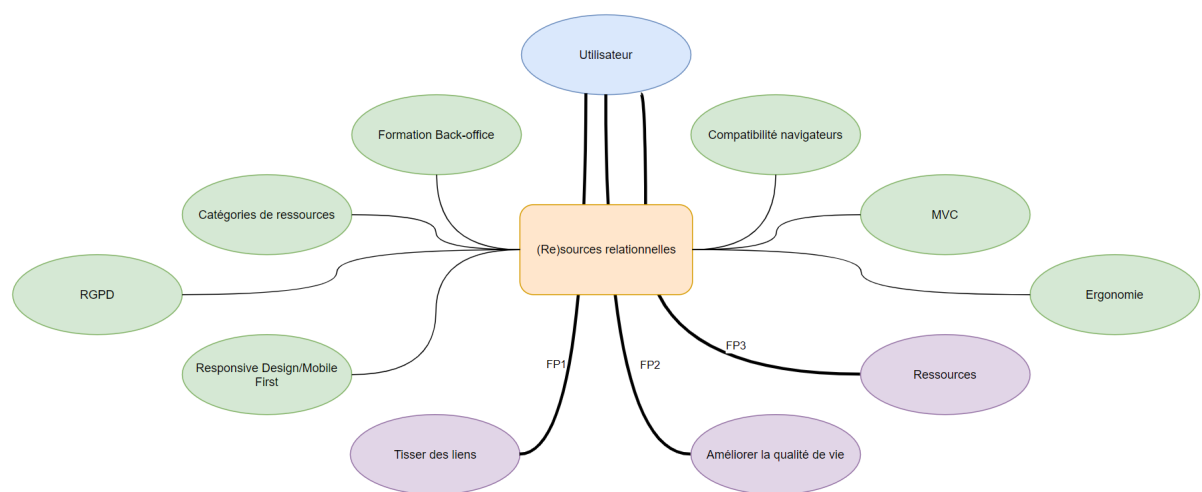 Utilisateur
Formation Back-office
Compatibilité navigateurs
Catégories de ressources
MVC
(Re)sources relationnelles
RGPD
Ergonomie
FP1
FP2
FP3
Responsive Design/Mobile
First
Ressources
Tisser des liens
Améliorer la qualité de vie